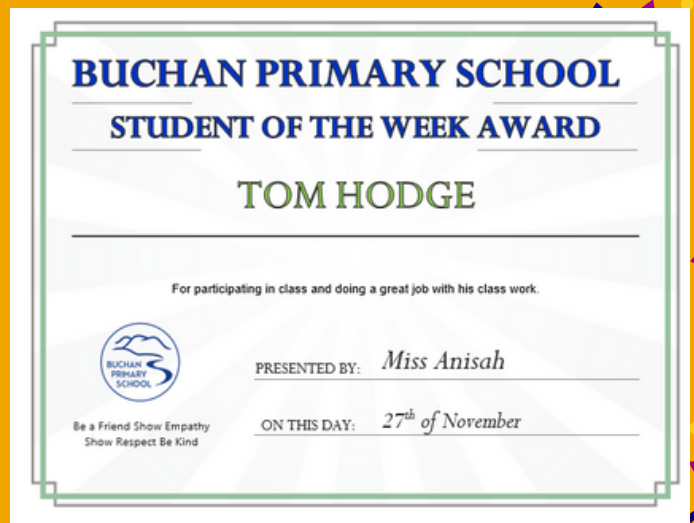 BUCHAN PRIMARY SCHOOL
STUDENT OF THE WEEK AWARD
TOM HODGE
For participating in class and doing a great job with his class work.
BUCHAN
PRIMARY
SCHOOL
Be a Friend Show Empathy
Show Respect Be Kind
PRESENTED BY: Miss Anisah
ON THIS DAY: 27th of November